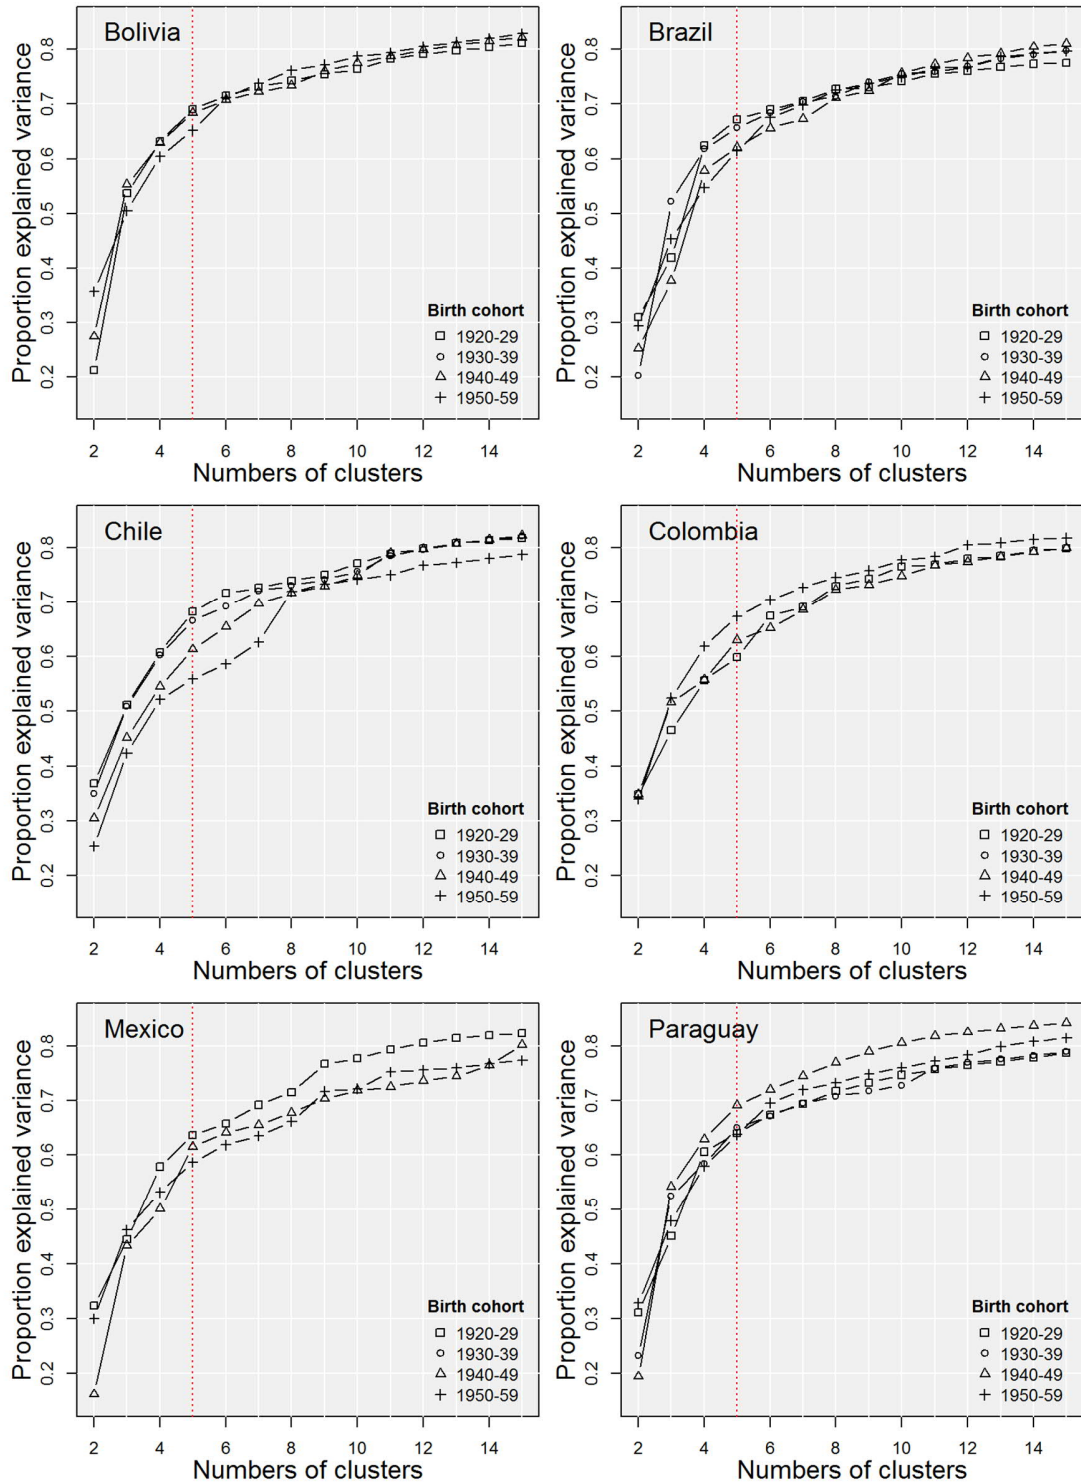 Bolivia
Proportion explained variance
0.8
0.7
0.6
0.5
0.4
0.3
0.2
Birth cohort
1920-29
1930-39
1940-49
1950-59
2 4 6 8 10 12 14
Numbers of clusters
Brazil
Proportion explained variance
0.8
0.7
0.6
0.5
0.4
0.3
0.2
Birth cohort
1920-29
1930-39
1940-49
1950-59
2 4 6 8 10 12 14
Numbers of clusters
Chile
Proportion explained variance
0.8
0.7
0.6
0.5
0.4
0.3
0.2
Birth cohort
1920-29
1930-39
1940-49
1950-59
2 4 6 8 10 12 14
Numbers of clusters
Colombia
Proportion explained variance
0.8
0.7
0.6
0.5
0.4
0.3
0.2
Birth cohort
1920-29
1930-39
1940-49
1950-59
2 4 6 8 10 12 14
Numbers of clusters
Mexico
Proportion explained variance
0.8
0.7
0.6
0.5
0.4
0.3
0.2
Birth cohort
1920-29
1930-39
1940-49
1950-59
2 4 6 8 10 12 14
Numbers of clusters
Paraguay
Proportion explained variance
0.8
0.7
0.6
0.5
0.4
0.3
0.2
Birth cohort
1920-29
1930-39
1940-49
1950-59
2 4 6 8 10 12 14
Numbers of clusters